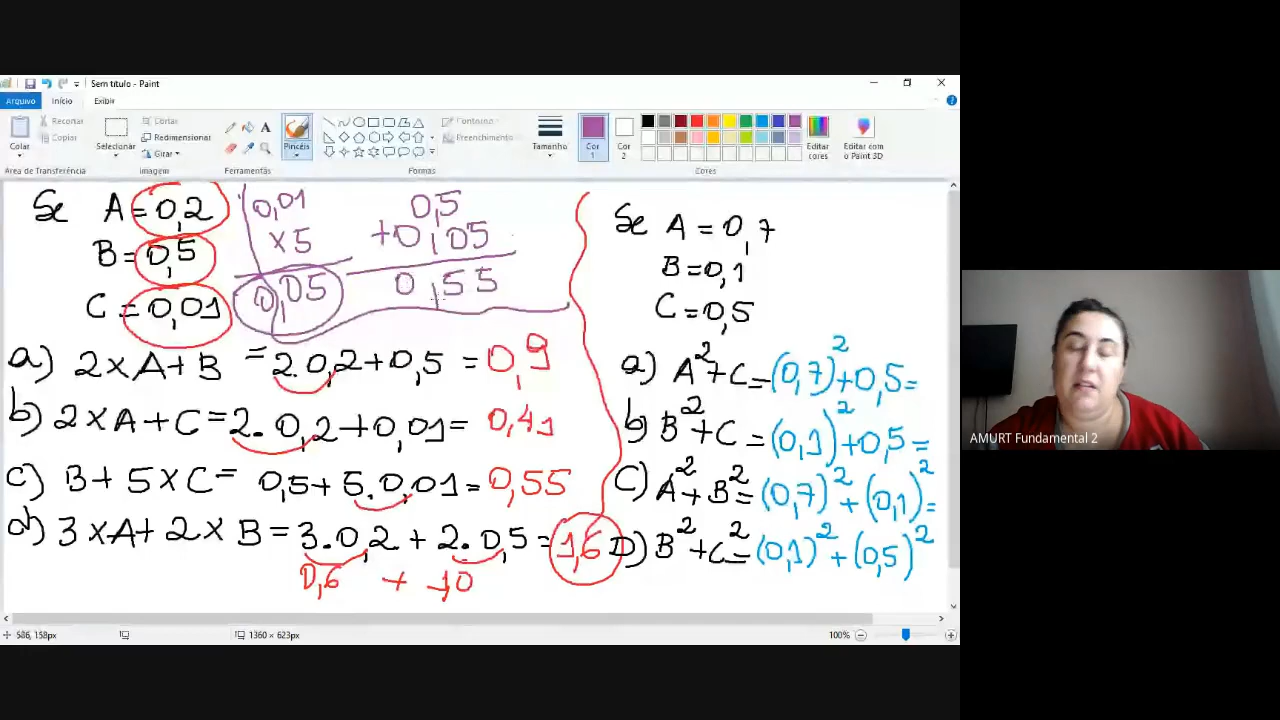 Sem título - Paint
Arquivo
Início
Exibir
Colar
Recortar
Copiar
Área de Transferência
Selecionar
Cortar
Redimensionar
Girar
Imagem
Ferramentas
Pincéis
Formas
Contorno
Preenchimento
Tamanho
Cor 1
Cor 2
Cores
Editar cores
Editar com o Paint 3D
Se A = 0,2
B = 0,5
C = 0,01
0,01
x 5
0,05
0,5
+0,05
0,55
a) 2 x A + B = 2.0,2 + 0,5 = 0,9
b) 2 x A + C = 2.0,2 + 0,01 = 0,41
c) B + 5 x C = 0,5 + 5.0,01 = 0,55
d) 3 x A + 2 x B = 3.0,2 + 2.0,5 = 1,6
0,6 + 1,0
Se A = 0,7
B = 0,1
C = 0,5
a) A² + C = (0,7)² + 0,5 =
b) B² + C = (0,1)² + 0,5 =
C) A² + B² = (0,7)² + (0,1)² =
D) B² + C² = (0,1)² + (0,5)²
586, 158px
1360 × 623px
100%
AMURT Fundamental 2